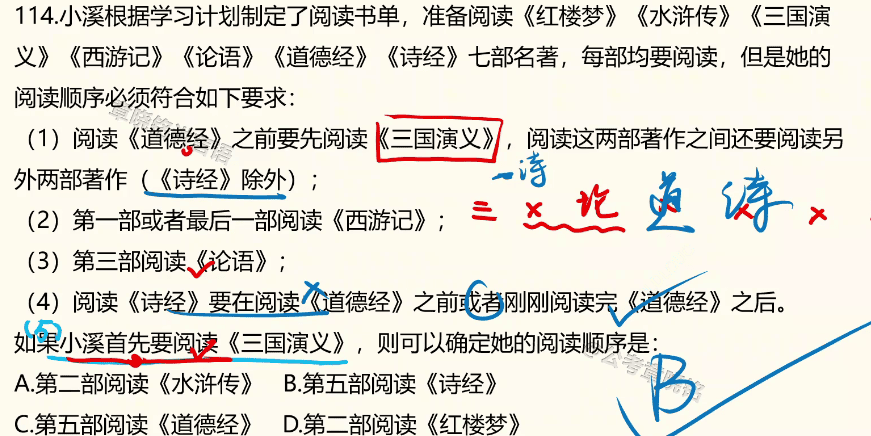 114.小溪根据学习计划制定了阅读书单，准备阅读《红楼梦》《水浒传》《三国演
义》《西游记》《论语》《道德经》《诗经》七部名著，每部均要阅读，但是她的
阅读顺序必须符合如下要求：
（1）阅读《道德经》之前要先阅读《三国演义》，阅读这两部著作之间还要阅读另
外两部著作（《诗经》除外）；
一诗
（2）第一部或者最后一部阅读《西游记》；
三 × 论 道 诗 ×
（3）第三部阅读《论语》；
（4）阅读《诗经》要在阅读《道德经》之前或者刚刚阅读完《道德经》之后。
(5)
如果小溪首先要阅读《三国演义》，则可以确定她的阅读顺序是：
A.第二部阅读《水浒传》 B.第五部阅读《诗经》
C.第五部阅读《道德经》 D.第二部阅读《红楼梦》
B